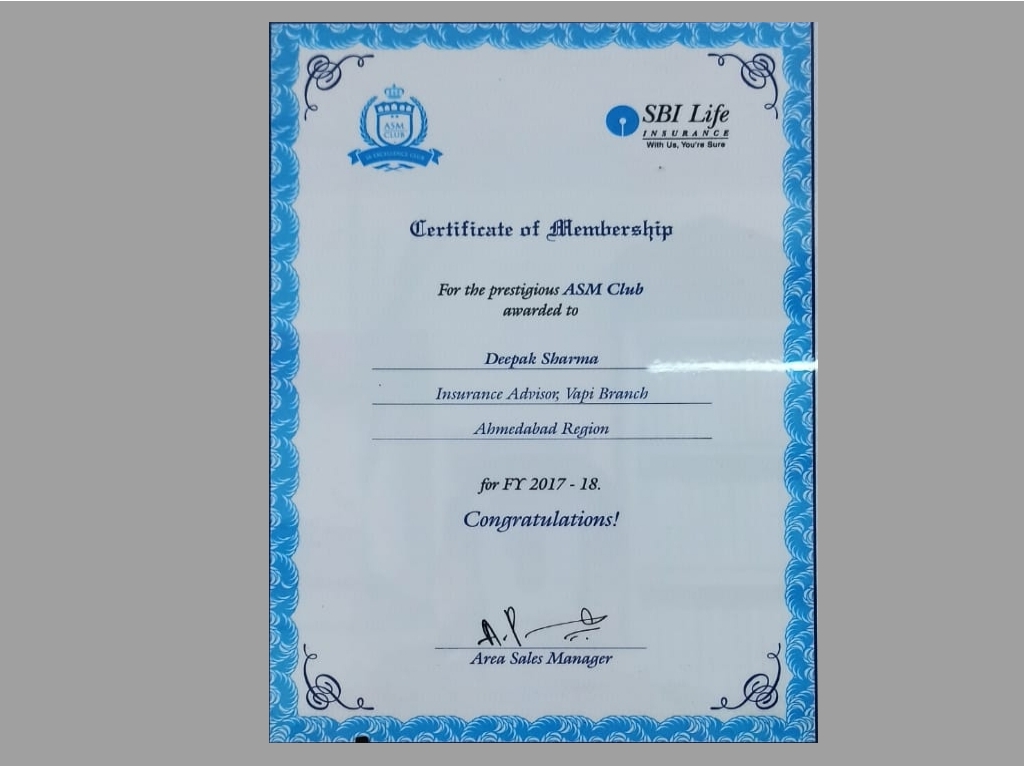 ASM
CLUB
SBI Life
INSURANCE
With Us, You're Sure
Certificate of Membership
For the prestigious ASM Club
awarded to
Deepak Sharma
Insurance Advisor, Vapi Branch
Ahmedabad Region
for FY 2017 - 18.
Congratulations!
Area Sales Manager